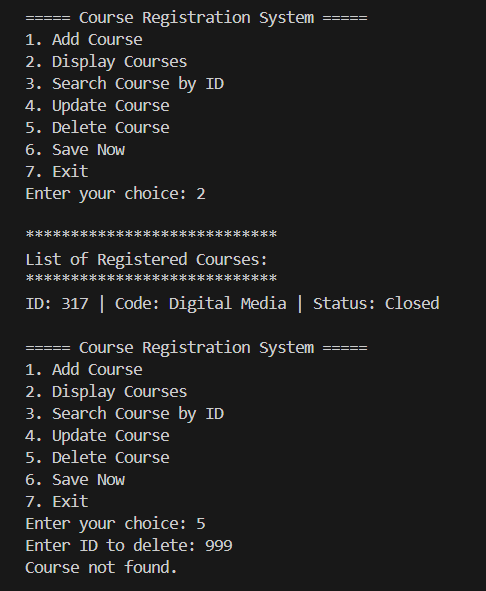 ===== Course Registration System =====
1. Add Course
2. Display Courses
3. Search Course by ID
4. Update Course
5. Delete Course
6. Save Now
7. Exit
Enter your choice: 2
****************************
List of Registered Courses:
****************************
ID: 317 | Code: Digital Media | Status: Closed
===== Course Registration System =====
1. Add Course
2. Display Courses
3. Search Course by ID
4. Update Course
5. Delete Course
6. Save Now
7. Exit
Enter your choice: 5
Enter ID to delete: 999
Course not found.